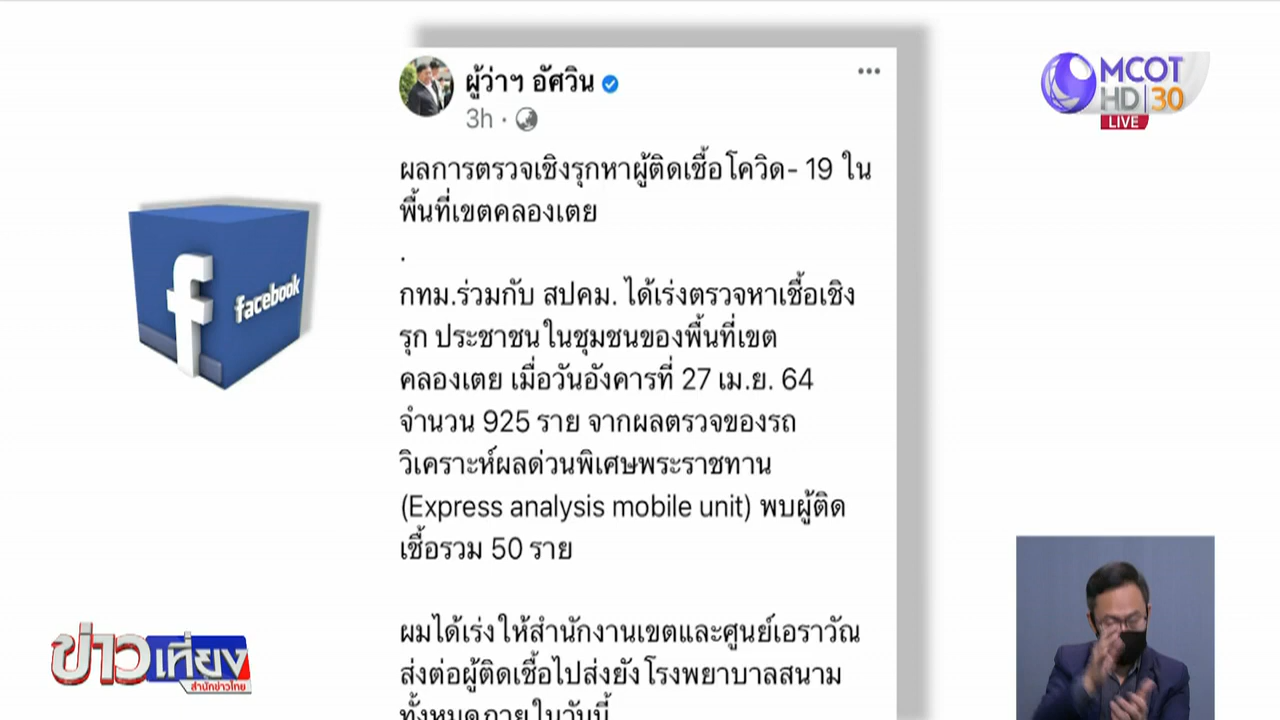 ผู้ว่าฯ อัศวิน
3h
ผลการตรวจเชิงรุกหาผู้ติดเชื้อโควิด- 19 ใน
พื้นที่เขตคลองเตย
.
กทม.ร่วมกับ สปคม. ได้เร่งตรวจหาเชื้อเชิง
รุก ประชาชนในชุมชนของพื้นที่เขต
คลองเตย เมื่อวันอังคารที่ 27 เม.ย. 64
จำนวน 925 ราย จากผลตรวจของรถ
วิเคราะห์ผลด่วนพิเศษพระราชทาน
(Express analysis mobile unit) พบผู้ติด
เชื้อรวม 50 ราย
ผมได้เร่งให้สำนักงานเขตและศูนย์เอราวัณ
ส่งต่อผู้ติดเชื้อไปส่งยังโรงพยาบาลสนาม
ทั้งหมดภายในวันนี้
MCOT
HD 30
LIVE
f facebook
ข่าวเที่ยง
สำนักข่าวไทย